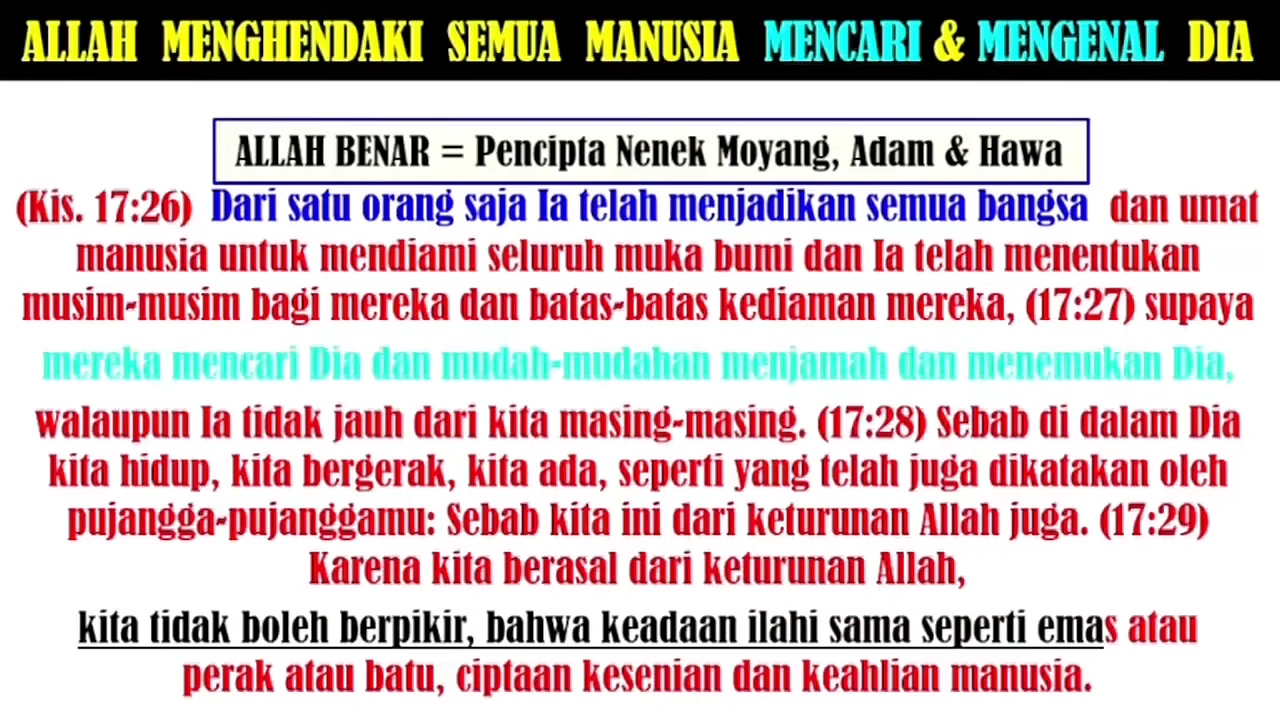 ALLAH MENGHENDAKI SEMUA MANUSIA MENCARI & MENGENAL DIA
ALLAH BENAR = Pencipta Nenek Moyang, Adam & Hawa
(Kis. 17:26) Dari satu orang saja Ia telah menjadikan semua bangsa dan umat
manusia untuk mendiami seluruh muka bumi dan Ia telah menentukan
musim-musim bagi mereka dan batas-batas kediaman mereka, (17:27) supaya
mereka mencari Dia dan mudah-mudahan menjamah dan menemukan Dia,
walaupun Ia tidak jauh dari kita masing-masing. (17:28) Sebab di dalam Dia
kita hidup, kita bergerak, kita ada, seperti yang telah juga dikatakan oleh
pujangga-pujanggamu: Sebab kita ini dari keturunan Allah juga. (17:29)
Karena kita berasal dari keturunan Allah,
kita tidak boleh berpikir, bahwa keadaan ilahi sama seperti emas atau
perak atau batu, ciptaan kesenian dan keahlian manusia.